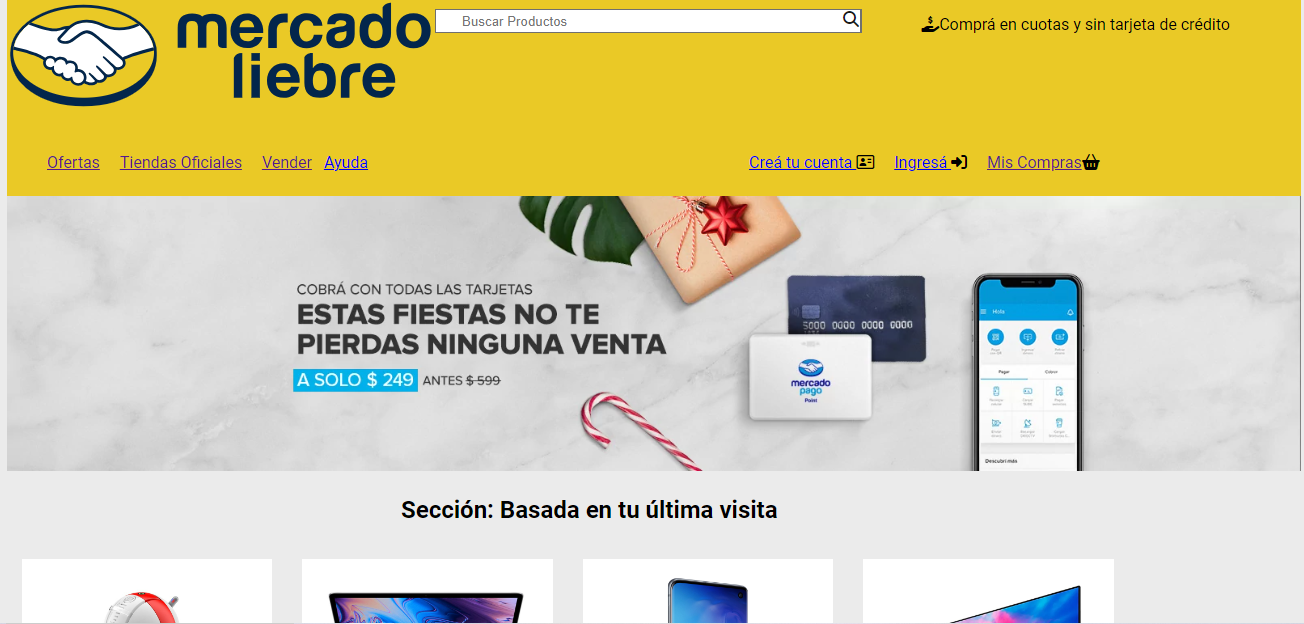 mercado
liebre
Buscar Productos
Comprá en cuotas y sin tarjeta de crédito
Ofertas Tiendas Oficiales Vender Ayuda Creá tu cuenta Ingresá Mis Compras
COBRÁ CON TODAS LAS TARJETAS
ESTAS FIESTAS NO TE
PIERDAS NINGUNA VENTA
A SOLO $ 249 ANTES $ 599
5000 0000 0000 0000
mercado
pago
Point
Hola
Pagar Cobrar
Descubrí más
Sección: Basada en tu última visita